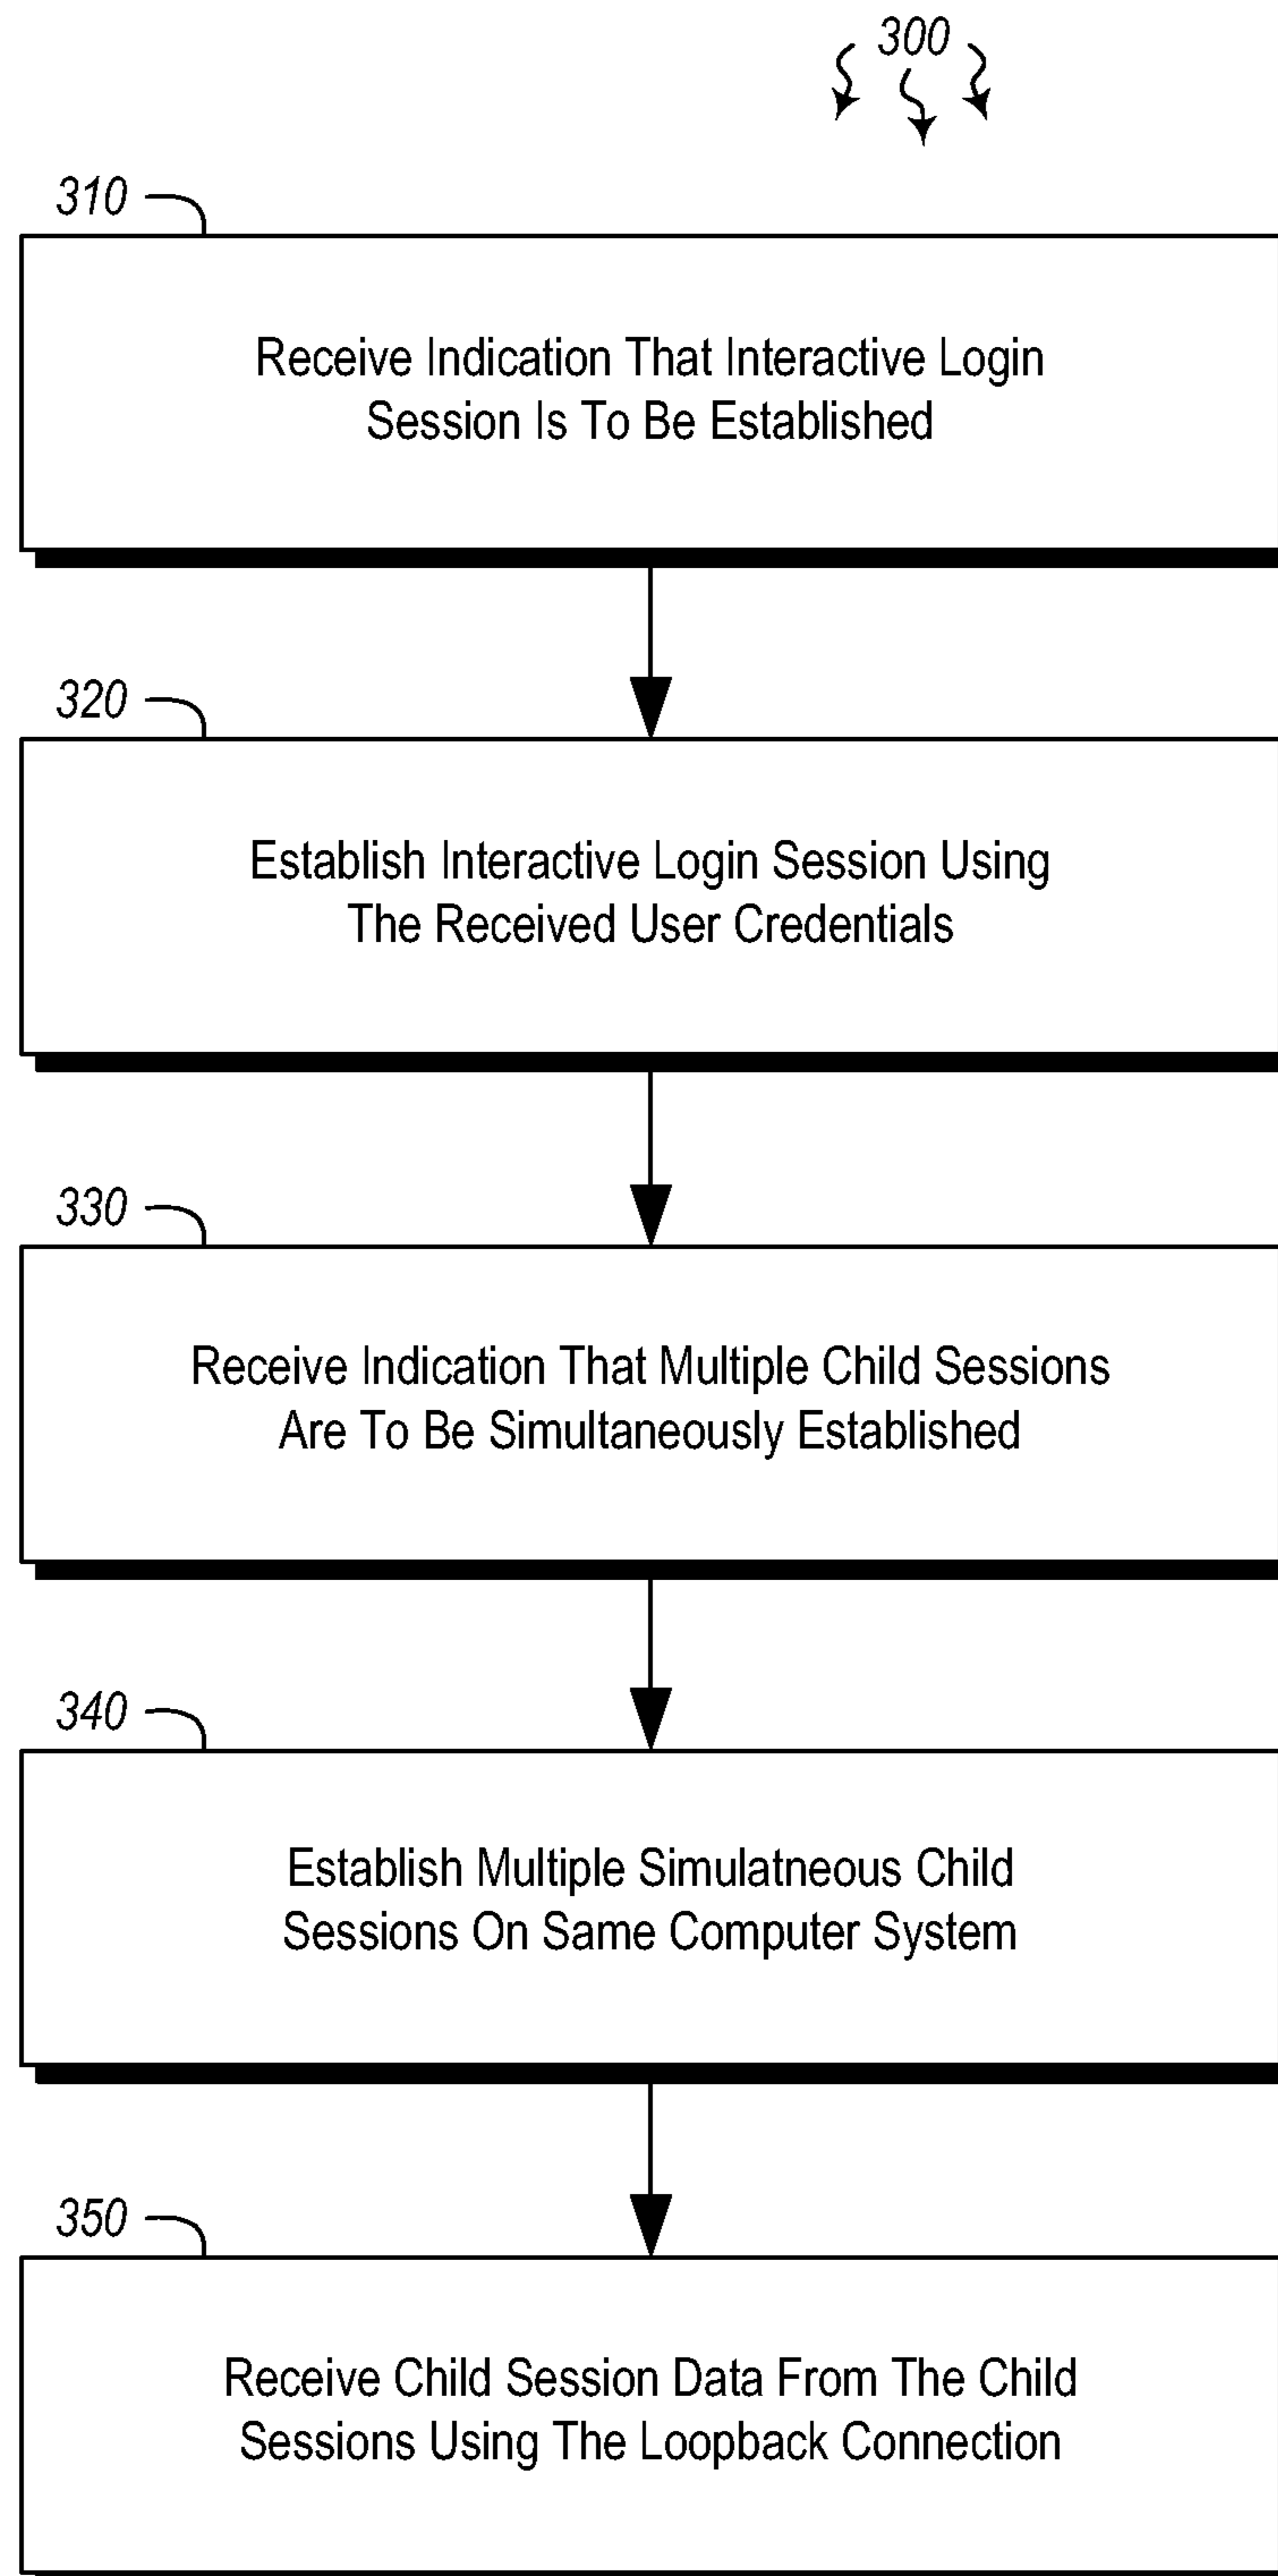 300
310
Receive Indication That Interactive Login
Session Is To Be Established
320
Establish Interactive Login Session Using
The Received User Credentials
330
Receive Indication That Multiple Child Sessions
Are To Be Simultaneously Established
340
Establish Multiple Simulatneous Child
Sessions On Same Computer System
350
Receive Child Session Data From The Child
Sessions Using The Loopback Connection